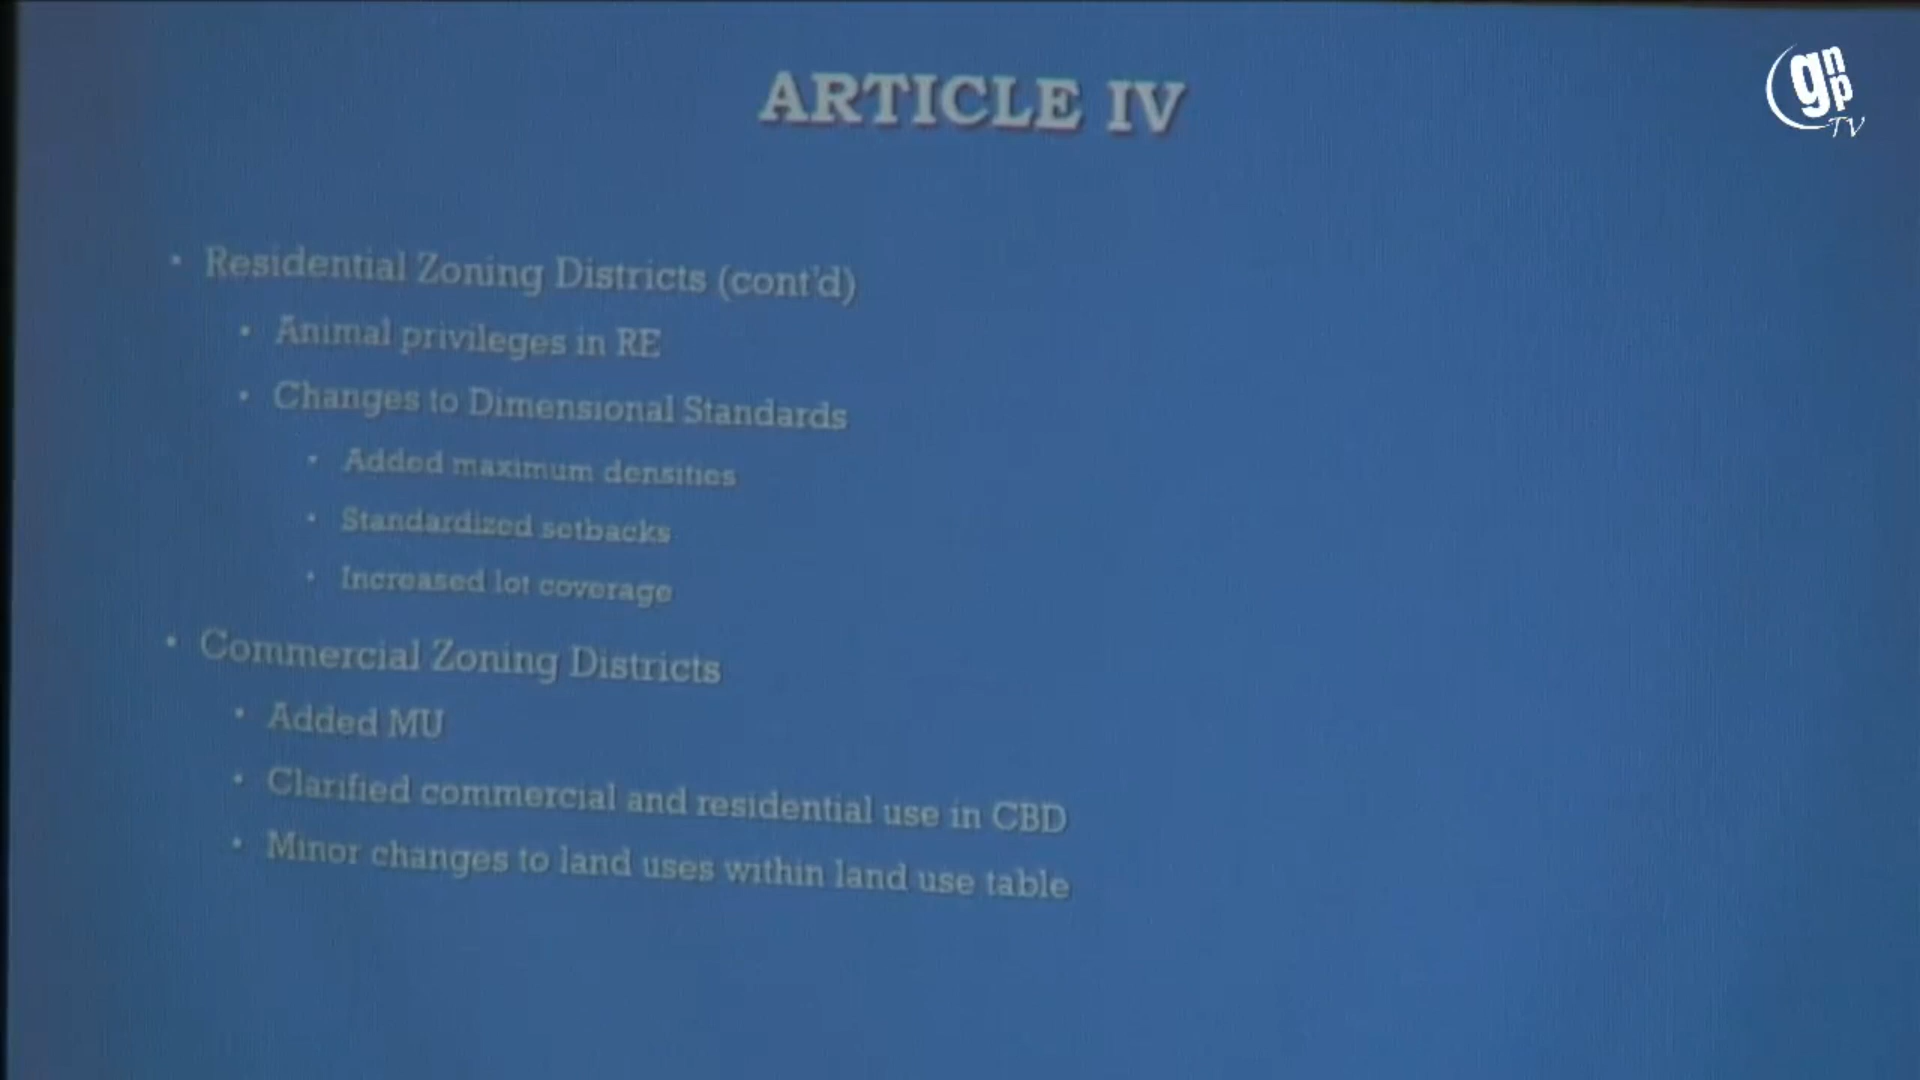 ARTICLE IV
gnp
TV
• Residential Zoning Districts (cont'd)
• Animal privileges in RE
• Changes to Dimensional Standards
• Added maximum densities
• Standardized setbacks
• Increased lot coverage
• Commercial Zoning Districts
• Added MU
• Clarified commercial and residential use in CBD
• Minor changes to land uses within land use table